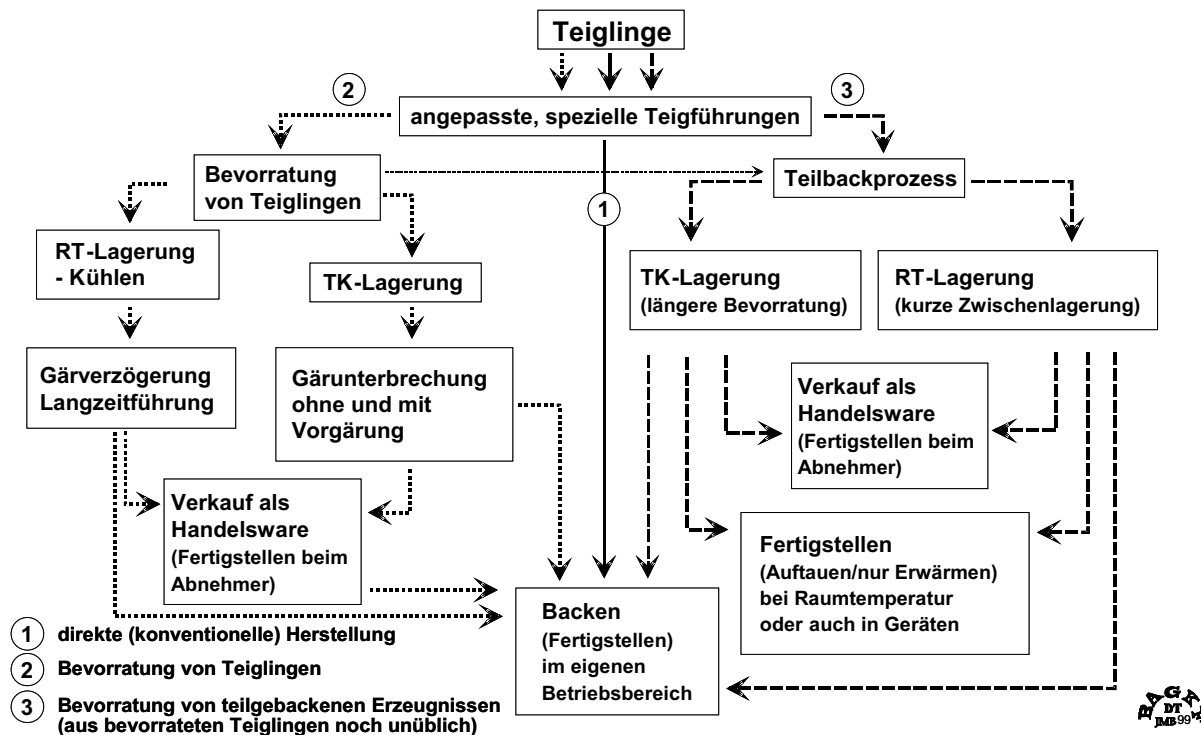 Teiglinge
2
3
angepasste, spezielle Teigführungen
Bevorratung
von Teiglingen
Teilbackprozess
1
RT-Lagerung
- Kühlen
TK-Lagerung
TK-Lagerung
(längere Bevorratung)
RT-Lagerung
(kurze Zwischenlagerung)
Gärverzögerung
Langzeitführung
Gärunterbrechung
ohne und mit
Vorgärung
Verkauf als
Handelsware
(Fertigstellen beim
Abnehmer)
Verkauf als
Handelsware
(Fertigstellen beim
Abnehmer)
Fertigstellen
(Auftauen/nur Erwärmen)
bei Raumtemperatur
oder auch in Geräten
Backen
(Fertigstellen)
im eigenen
Betriebsbereich
1 direkte (konventionelle) Herstellung
2 Bevorratung von Teiglingen
3 Bevorratung von teilgebackenen Erzeugnissen
(aus bevorrateten Teiglingen noch unüblich)
DT
JMB 99